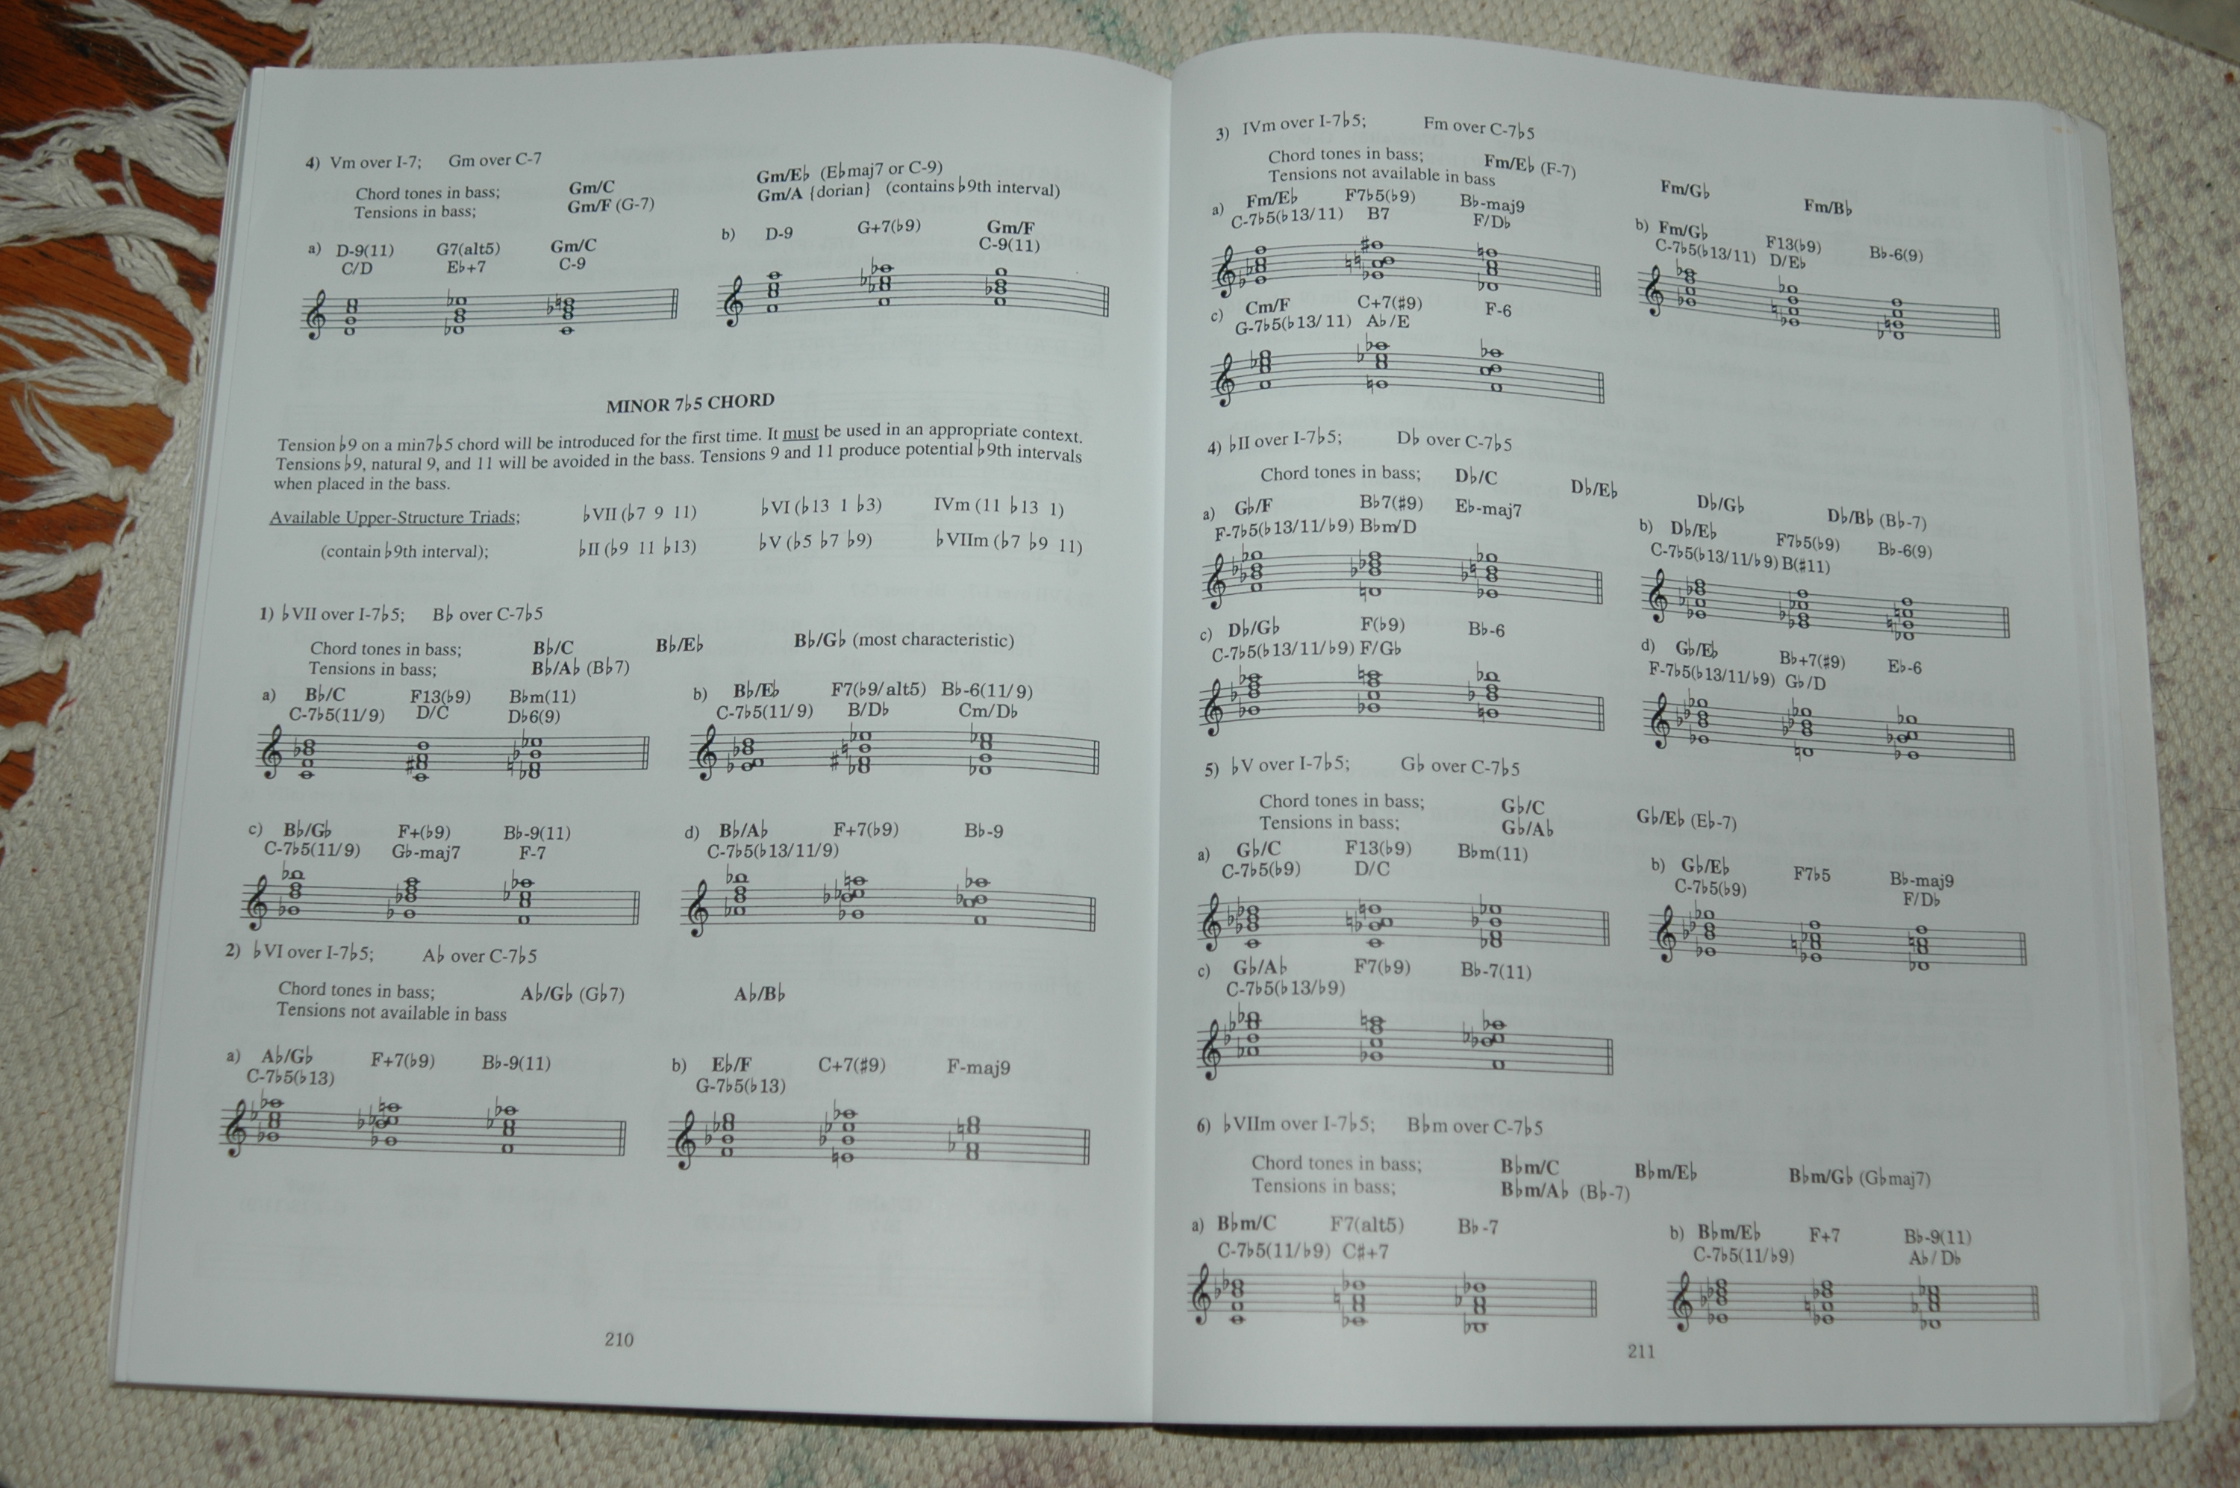 4) Vm over I-7; Gm over C-7
Chord tones in bass; Gm/C Gm/E♭ (E♭maj7 or C-9)
Tensions in bass; Gm/F (G-7) Gm/A {dorian} (contains ♭9th interval)
a) D-9(11) G7(alt5) Gm/C
C/D E♭+7 C-9
b) D-9 G+7(♭9) Gm/F
C-9(11)
MINOR 7♭5 CHORD
Tension ♭9 on a min7♭5 chord will be introduced for the first time. It must be used in an appropriate context.
Tensions ♭9, natural 9, and 11 will be avoided in the bass. Tensions 9 and 11 produce potential ♭9th intervals
when placed in the bass.
Available Upper-Structure Triads; ♭VII (♭7 9 11) ♭VI (♭13 1 ♭3) IVm (11 ♭13 1)
(contain ♭9th interval); ♭II (♭9 11 ♭13) ♭V (♭5 ♭7 ♭9) ♭VIIm (♭7 ♭9 11)
1) ♭VII over I-7♭5; B♭ over C-7♭5
Chord tones in bass; B♭/C B♭/E♭ B♭/G♭ (most characteristic)
Tensions in bass; B♭/A♭ (B♭7)
a) B♭/C F13(♭9) B♭m(11)
C-7♭5(11/9) D/C D♭6(9)
b) B♭/E♭ F7(♭9/alt5) B♭-6(11/9)
C-7♭5(11/9) B/D♭ Cm/D♭
c) B♭/G♭ F+(♭9) B♭-9(11)
C-7♭5(11/9) G♭-maj7 F-7
d) B♭/A♭ F+7(♭9) B♭-9
C-7♭5(♭13/11/9)
2) ♭VI over I-7♭5; A♭ over C-7♭5
Chord tones in bass; A♭/G♭ (G♭7) A♭/B♭
Tensions not available in bass
a) A♭/G♭ F+7(♭9) B♭-9(11)
C-7♭5(♭13)
b) E♭/F C+7(♯9) F-maj9
G-7♭5(♭13)
210
3) IVm over I-7♭5; Fm over C-7♭5
Chord tones in bass; Fm/E♭ (F-7) Fm/G♭ Fm/B♭
Tensions not available in bass
a) Fm/E♭ F7♭5(♭9) B♭-maj9
C-7♭5(♭13/11) B7 F/D♭
b) Fm/G♭ F13(♭9) B♭-6(9)
C-7♭5(♭13/11) D/E♭
c) Cm/F C+7(♯9) F-6
G-7♭5(♭13/11) A♭/E
4) ♭II over I-7♭5; D♭ over C-7♭5
Chord tones in bass; D♭/C D♭/E♭ D♭/G♭ D♭/B♭ (B♭-7)
a) G♭/F B♭7(♯9) E♭-maj7
F-7♭5(♭13/11/♭9) B♭m/D
b) D♭/E♭ F7♭5(♭9) B♭-6(9)
C-7♭5(♭13/11/♭9) B(♯11)
c) D♭/G♭ F(♭9) B♭-6
C-7♭5(♭13/11/♭9) F/G♭
d) G♭/E♭ B♭+7(♯9) E♭-6
F-7♭5(♭13/11/♭9) G♭/D
5) ♭V over I-7♭5; G♭ over C-7♭5
Chord tones in bass; G♭/C G♭/E♭ (E♭-7)
Tensions in bass; G♭/A♭
a) G♭/C F13(♭9) B♭m(11)
C-7♭5(♭9) D/C
b) G♭/E♭ F7♭5 B♭-maj9
C-7♭5(♭9) F/D♭
c) G♭/A♭ F7(♭9) B♭-7(11)
C-7♭5(♭13/♭9)
6) ♭VIIm over I-7♭5; B♭m over C-7♭5
Chord tones in bass; B♭m/C B♭m/E♭ B♭m/G♭ (G♭maj7)
Tensions in bass; B♭m/A♭ (B♭-7)
a) B♭m/C F7(alt5) B♭-7
C-7♭5(11/♭9) C♯+7
b) B♭m/E♭ F+7 B♭-9(11)
C-7♭5(11/♭9) A♭/D♭
211